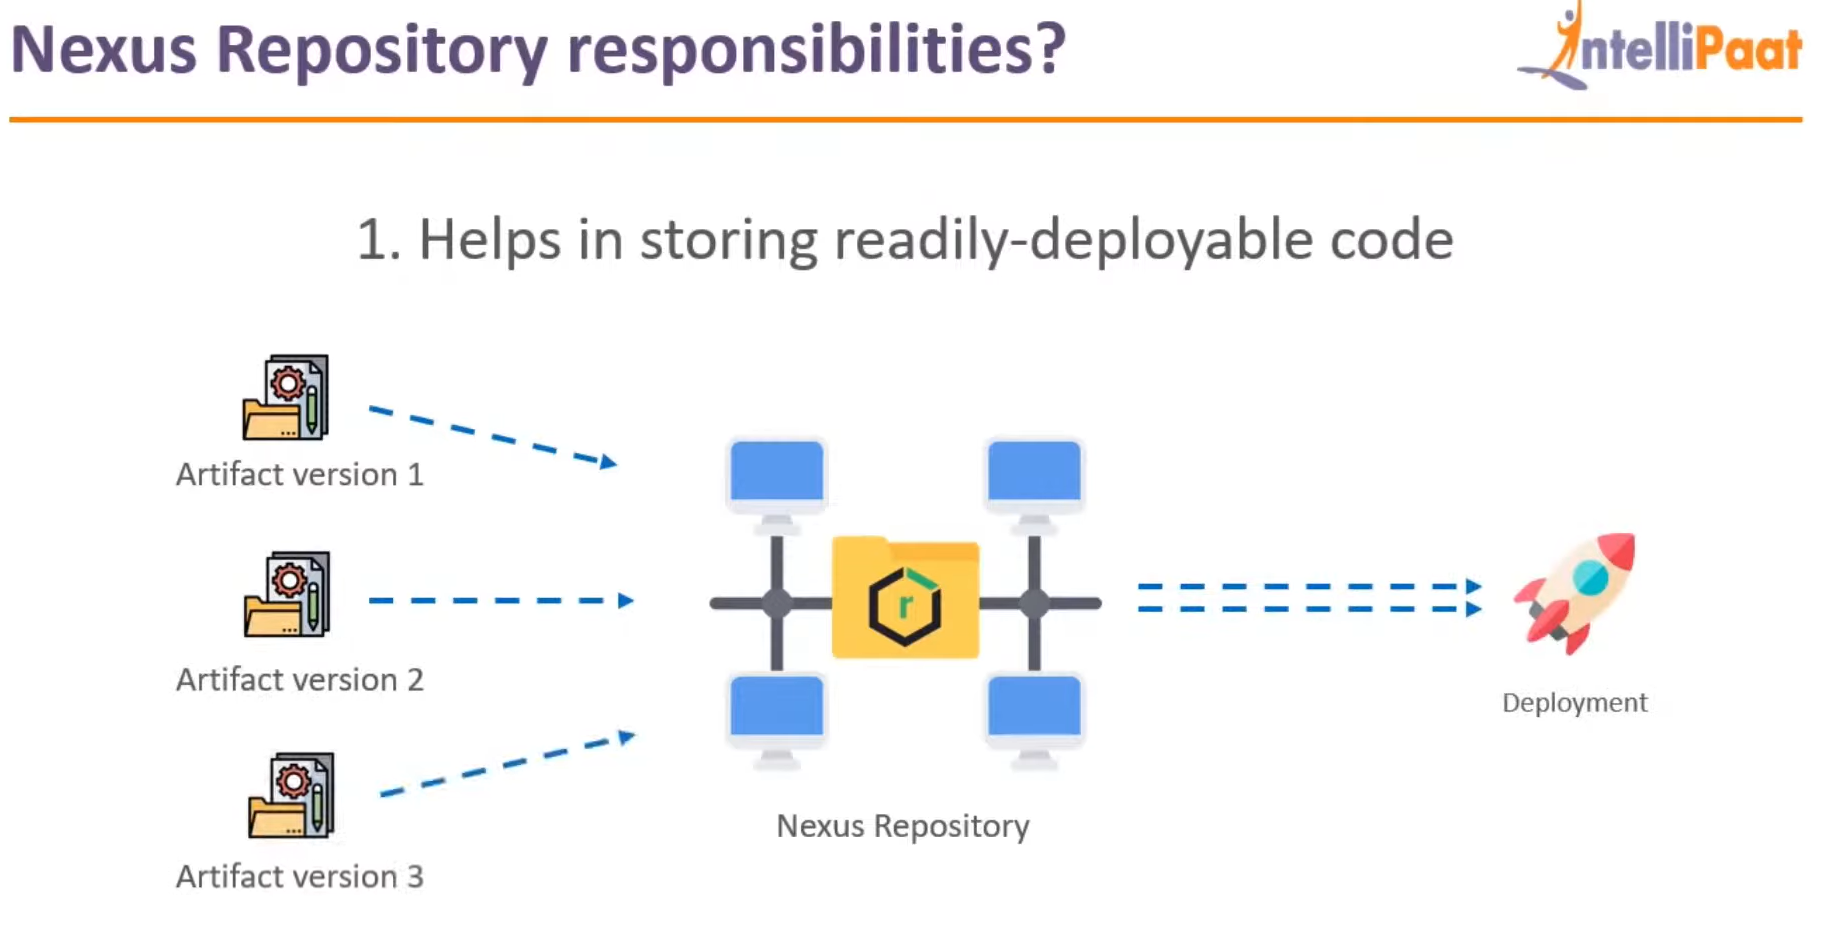 Nexus Repository responsibilities?
IntelliPaat
1. Helps in storing readily-deployable code
Artifact version 1
Artifact version 2
Artifact version 3
r
Nexus Repository
Deployment